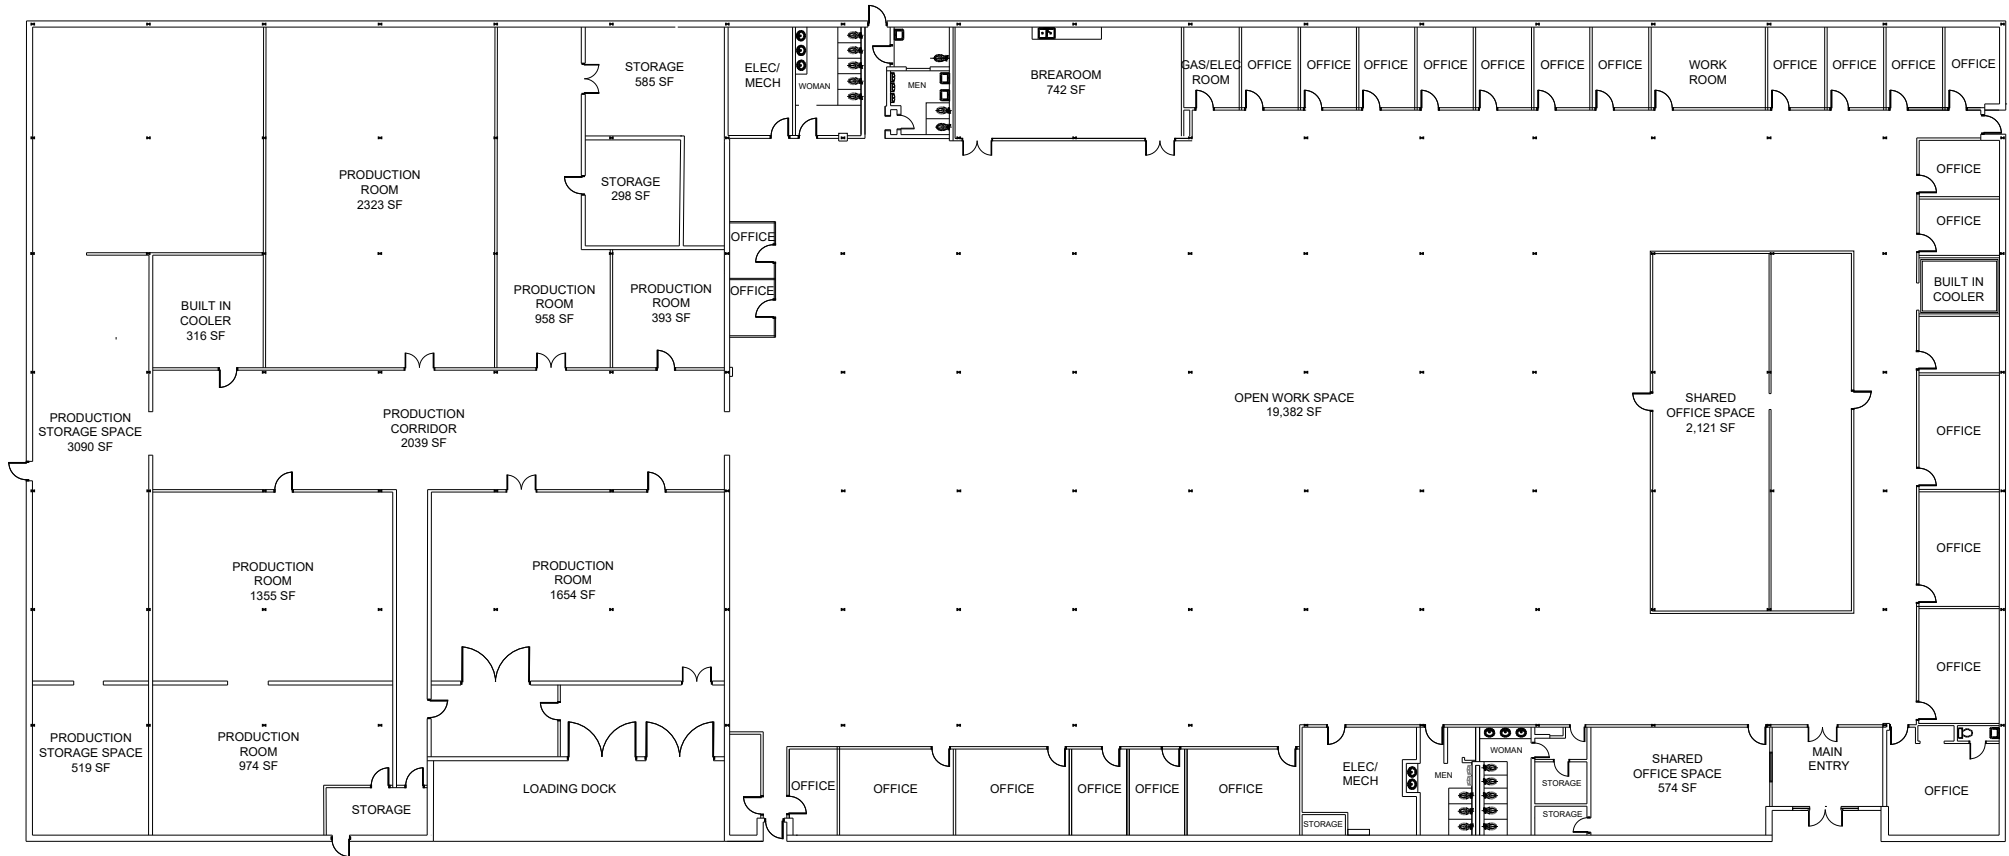 STORAGE
585 SF
ELEC/
MECH
WOMAN
MEN
BREAROOM
742 SF
GAS/ELEC
ROOM
OFFICE
OFFICE
OFFICE
OFFICE
OFFICE
OFFICE
OFFICE
WORK
ROOM
OFFICE
OFFICE
OFFICE
OFFICE
PRODUCTION
ROOM
2323 SF
STORAGE
298 SF
OFFICE
OFFICE
OFFICE
OFFICE
BUILT IN
COOLER
316 SF
PRODUCTION
ROOM
958 SF
PRODUCTION
ROOM
393 SF
BUILT IN
COOLER
PRODUCTION
STORAGE SPACE
3090 SF
PRODUCTION
CORRIDOR
2039 SF
OPEN WORK SPACE
19,382 SF
SHARED
OFFICE SPACE
2,121 SF
OFFICE
OFFICE
PRODUCTION
ROOM
1355 SF
PRODUCTION
ROOM
1654 SF
OFFICE
PRODUCTION
STORAGE SPACE
519 SF
PRODUCTION
ROOM
974 SF
STORAGE
LOADING DOCK
OFFICE
OFFICE
OFFICE
OFFICE
OFFICE
OFFICE
ELEC/
MECH
STORAGE
MEN
WOMAN
STORAGE
STORAGE
SHARED
OFFICE SPACE
574 SF
MAIN
ENTRY
OFFICE